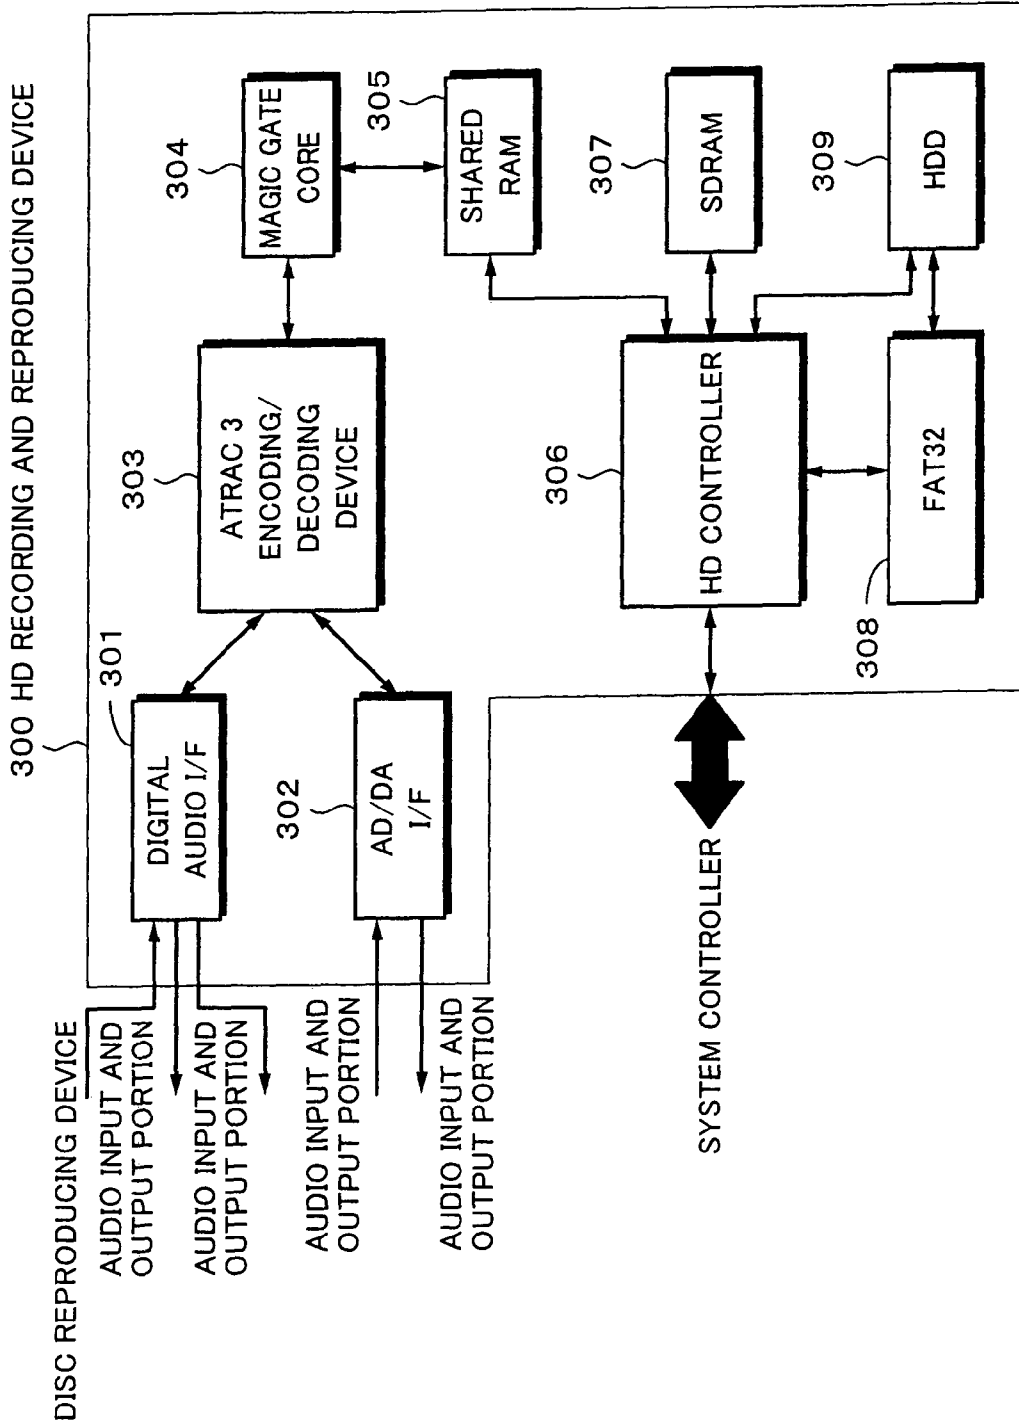 300 HD RECORDING AND REPRODUCING DEVICE
DISC REPRODUCING DEVICE
AUDIO INPUT AND
OUTPUT PORTION
AUDIO INPUT AND
OUTPUT PORTION
AUDIO INPUT AND
OUTPUT PORTION
AUDIO INPUT AND
OUTPUT PORTION
301
DIGITAL
AUDIO I/F
302
AD/DA
I/F
303
ATRAC 3
ENCODING/
DECODING
DEVICE
304
MAGIC GATE
CORE
305
SHARED
RAM
SYSTEM CONTROLLER
306
HD CONTROLLER
307
SDRAM
308
FAT32
309
HDD